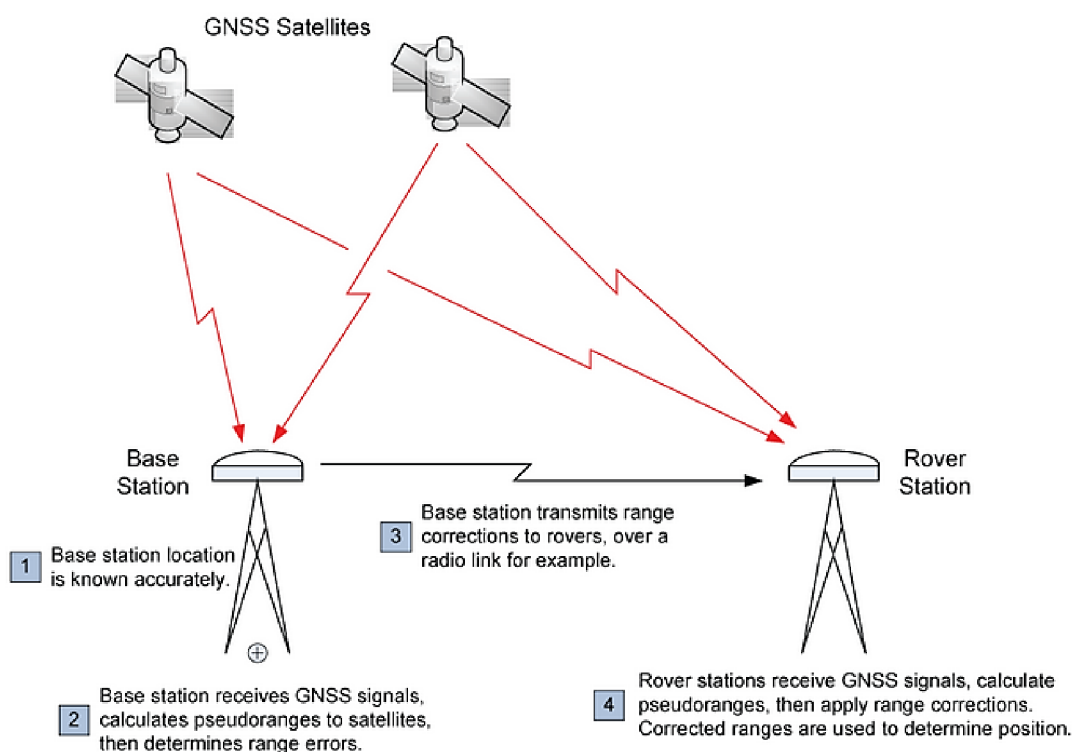 GNSS Satellites
Base
Station
Rover
Station
1
Base station location
is known accurately.
3
Base station transmits range
corrections to rovers, over a
radio link for example.
2
Base station receives GNSS signals,
calculates pseudoranges to satellites,
then determines range errors.
4
Rover stations receive GNSS signals, calculate
pseudoranges, then apply range corrections.
Corrected ranges are used to determine position.